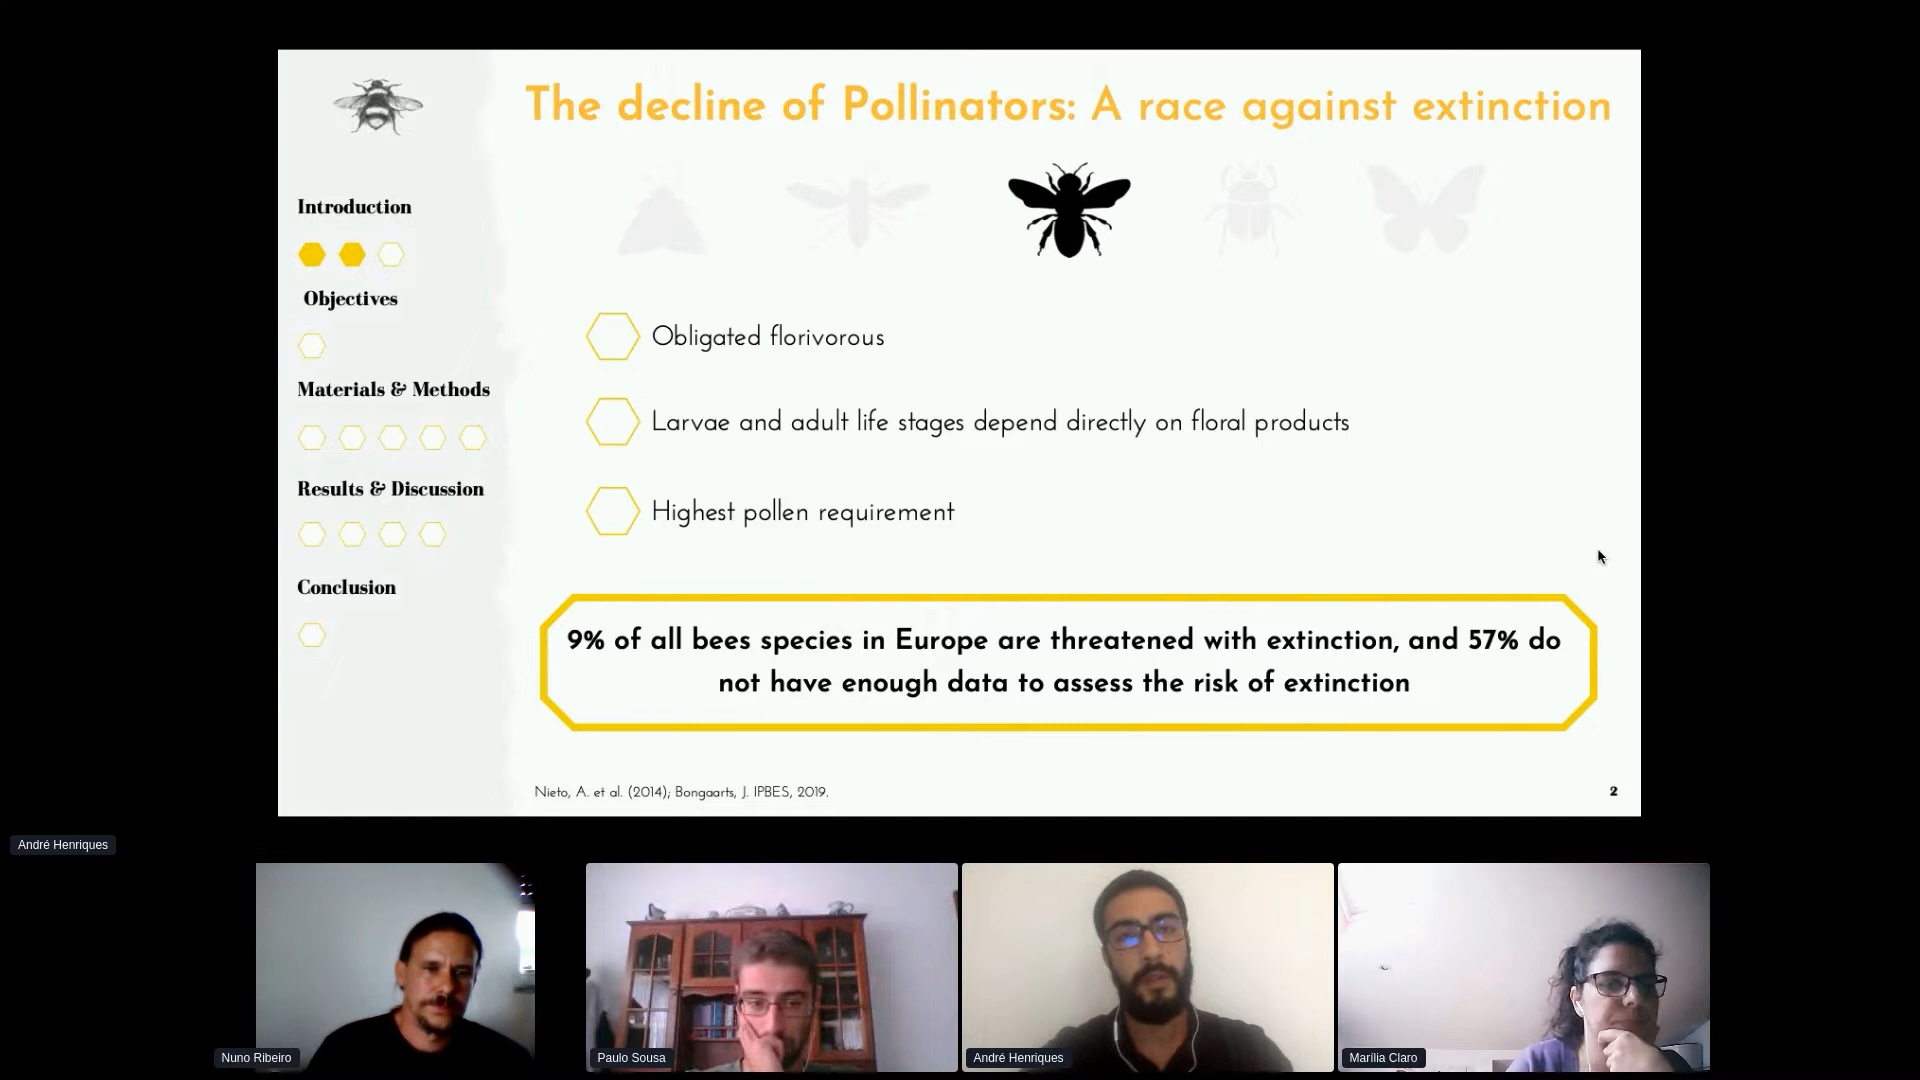 The decline of Pollinators: A race against extinction
Introduction
Objectives
Materials & Methods
Results & Discussion
Conclusion
Obligated florivorous
Larvae and adult life stages depend directly on floral products
Highest pollen requirement
9% of all bees species in Europe are threatened with extinction, and 57% do
not have enough data to assess the risk of extinction
Nieto, A. et al. (2014); Bongaarts, J. IPBES, 2019.
2
André Henriques
Nuno Ribeiro
Paulo Sousa
André Henriques
Marília Claro